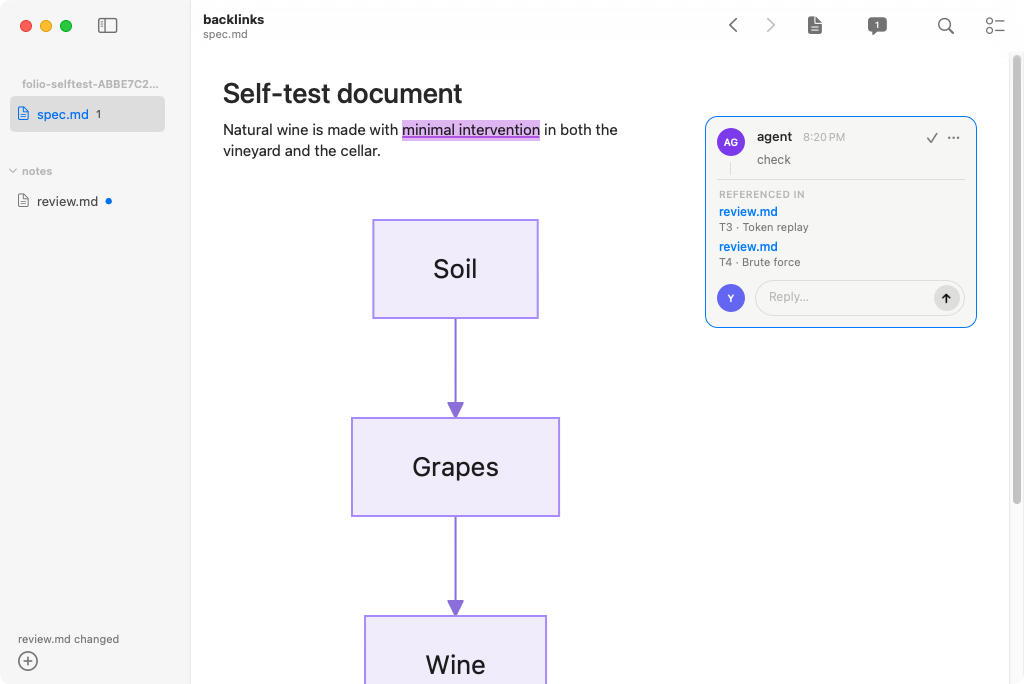 backlinks
spec.md
1
folio-selftest-ABBE7C2...
spec.md 1
notes
review.md
review.md changed
Self-test document
Natural wine is made with minimal intervention in both the
vineyard and the cellar.
Soil
Grapes
Wine
AG
agent 8:20 PM
check
REFERENCED IN
review.md
T3 · Token replay
review.md
T4 · Brute force
Y
Reply...